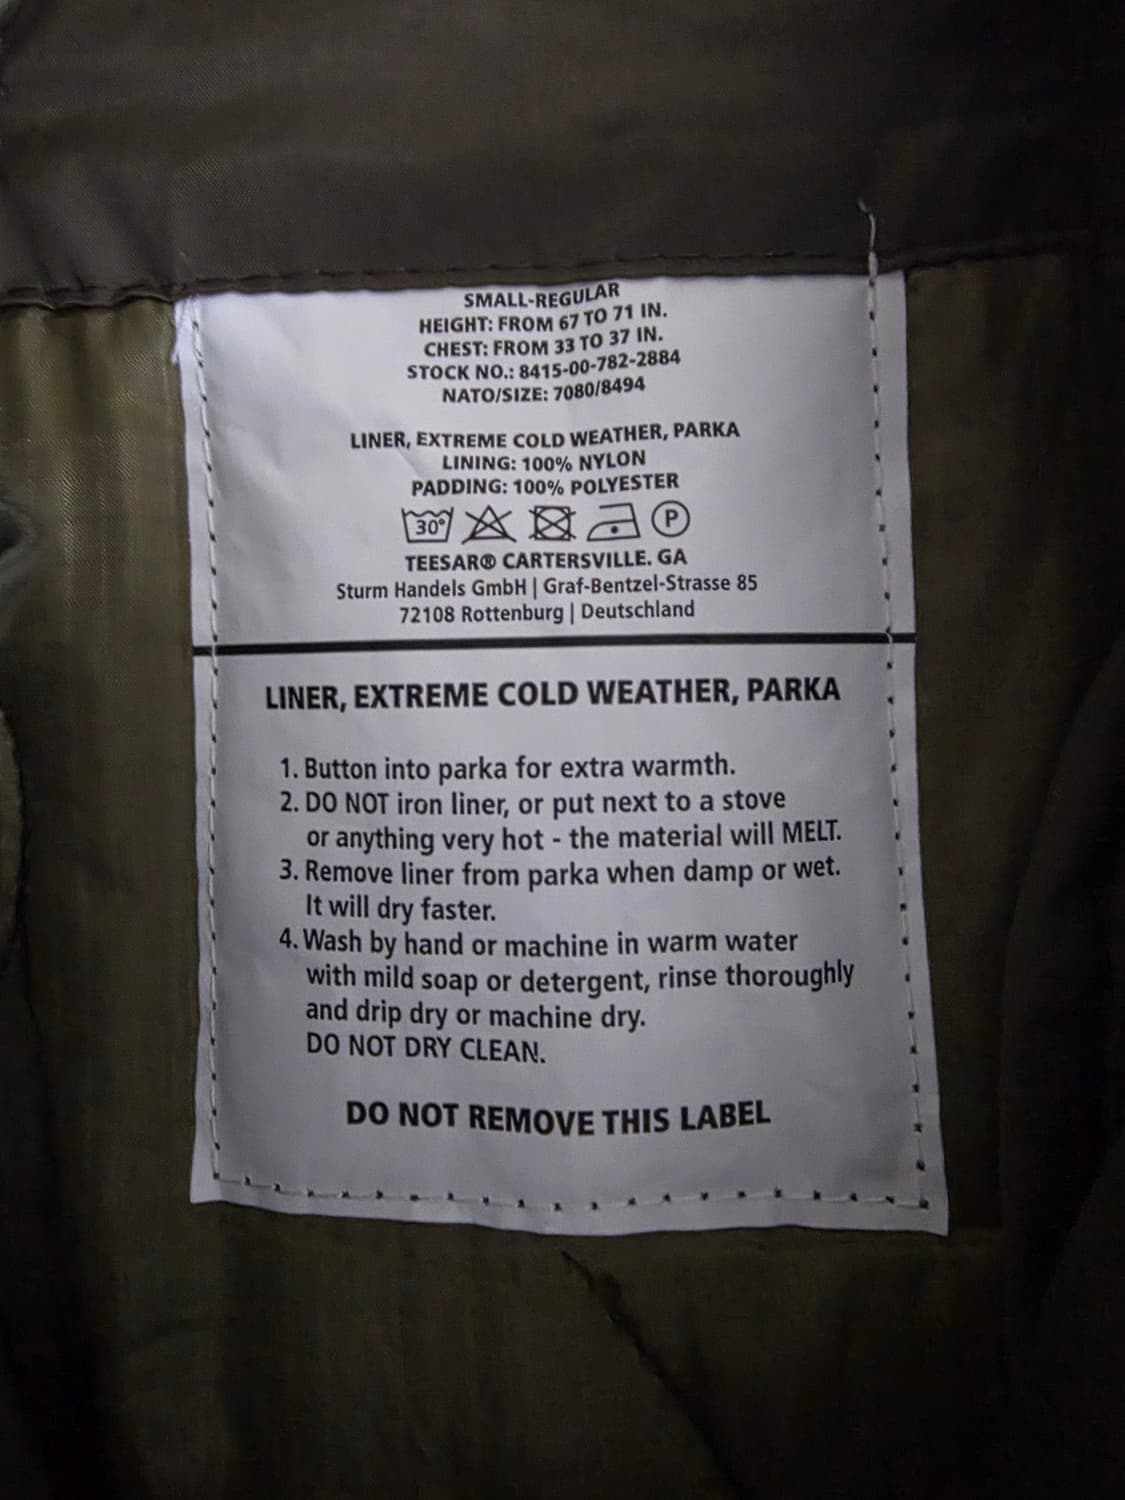 SMALL-REGULAR
HEIGHT: FROM 67 TO 71 IN.
CHEST: FROM 33 TO 37 IN.
STOCK NO.: 8415-00-782-2884
NATO/SIZE: 7080/8494
LINER, EXTREME COLD WEATHER, PARKA
LINING: 100% NYLON
PADDING: 100% POLYESTER
30° P
TEESAR® CARTERSVILLE. GA
Sturm Handels GmbH | Graf-Bentzel-Strasse 85
72108 Rottenburg | Deutschland
LINER, EXTREME COLD WEATHER, PARKA
1. Button into parka for extra warmth.
2. DO NOT iron liner, or put next to a stove
or anything very hot - the material will MELT.
3. Remove liner from parka when damp or wet.
It will dry faster.
4. Wash by hand or machine in warm water
with mild soap or detergent, rinse thoroughly
and drip dry or machine dry.
DO NOT DRY CLEAN.
DO NOT REMOVE THIS LABEL